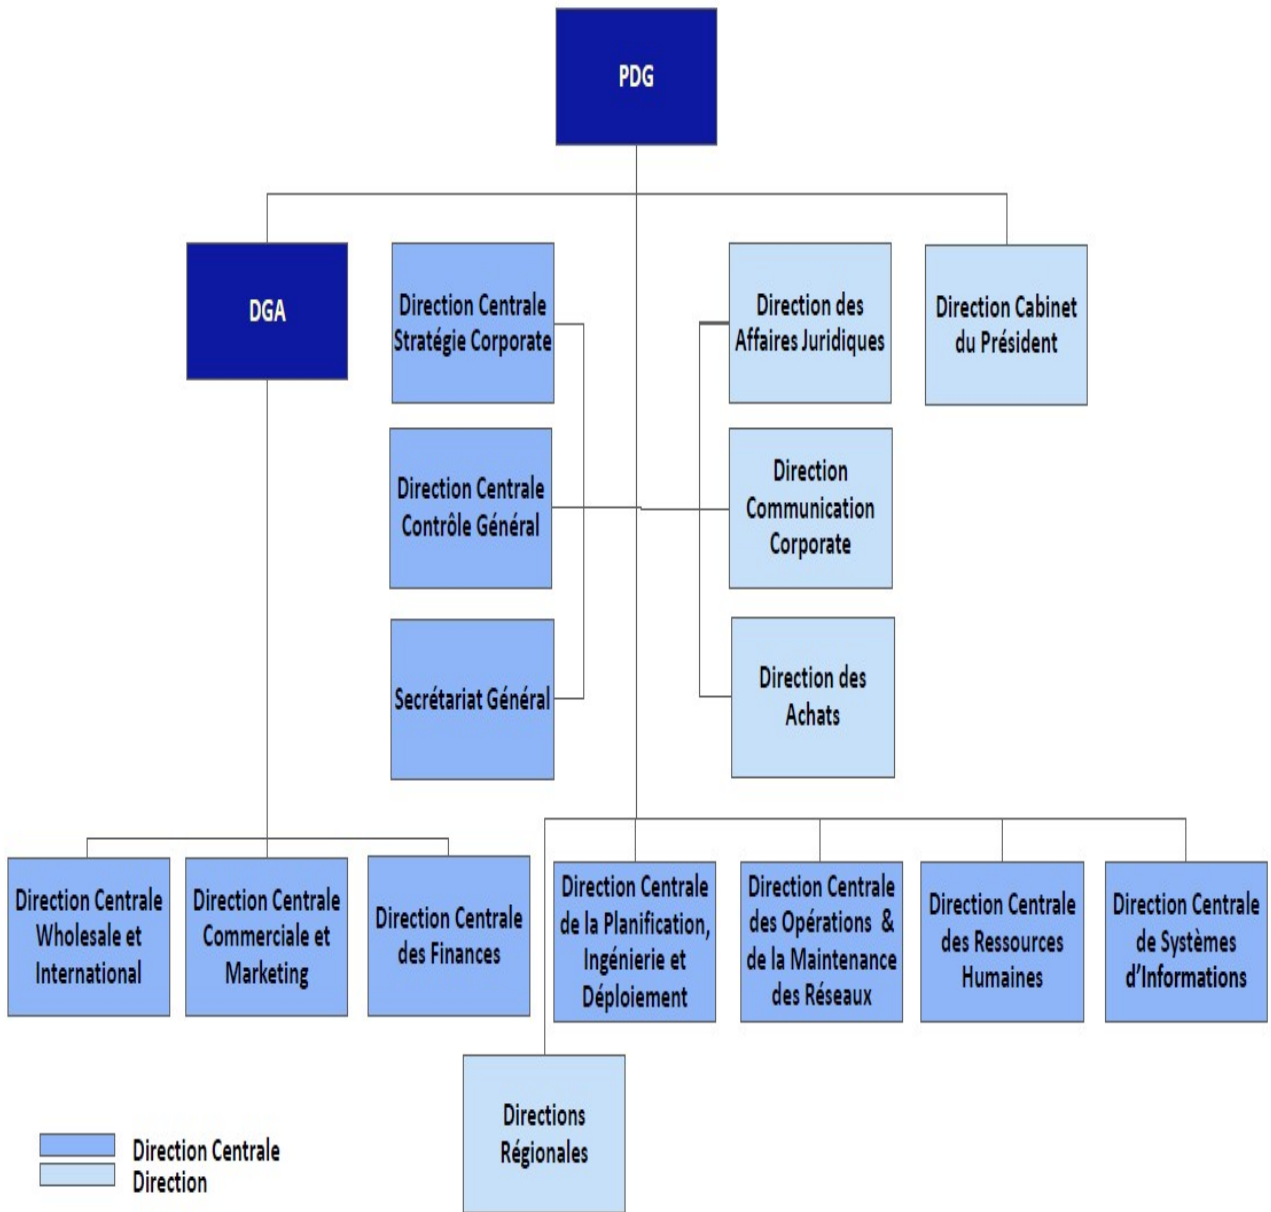 PDG
DGA
Direction Centrale
Stratégie Corporate
Direction des
Affaires Juridiques
Direction Cabinet
du Président
Direction Centrale
Contrôle Général
Direction
Communication
Corporate
Secrétariat Général
Direction des
Achats
Direction Centrale
Wholesale et
International
Direction Centrale
Commerciale et
Marketing
Direction Centrale
des Finances
Direction Centrale
de la Planification,
Ingénierie et
Déploiement
Direction Centrale
des Opérations &
de la Maintenance
des Réseaux
Direction Centrale
des Ressources
Humaines
Direction Centrale
de Systèmes
d'Informations
Directions
Régionales
Direction Centrale
Direction